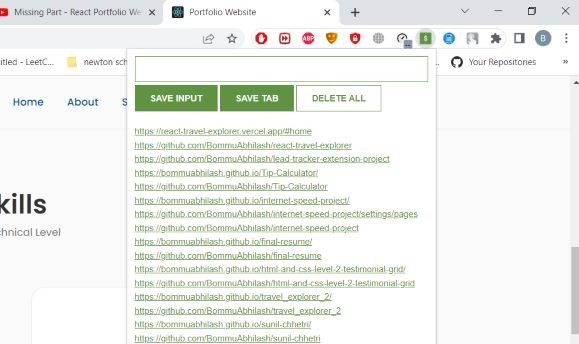 Missing Part - React Portfolio We
Portfolio Website
ABP
B
itled - LeetC...
newton sch
Your Repositories
»
Home About S
SAVE INPUT SAVE TAB DELETE ALL
https://react-travel-explorer.vercel.app/#home
https://github.com/BommuAbhilash/react-travel-explorer
https://github.com/BommuAbhilash/lead-tracker-extension-project
https://bommuabhilash.github.io/Tip-Calculator/
https://github.com/BommuAbhilash/Tip-Calculator
https://bommuabhilash.github.io/internet-speed-project/
https://github.com/BommuAbhilash/internet-speed-project/settings/pages
https://github.com/BommuAbhilash/internet-speed-project
https://bommuabhilash.github.io/final-resume/
https://github.com/BommuAbhilash/final-resume
https://bommuabhilash.github.io/html-and-css-level-2-testimonial-grid/
https://github.com/BommuAbhilash/html-and-css-level-2-testimonial-grid
https://bommuabhilash.github.io/travel_explorer_2/
https://github.com/BommuAbhilash/travel_explorer_2
https://bommuabhilash.github.io/sunil-chhetri/
https://github.com/BommuAbhilash/sunil-chhetri
kills
chnical Level